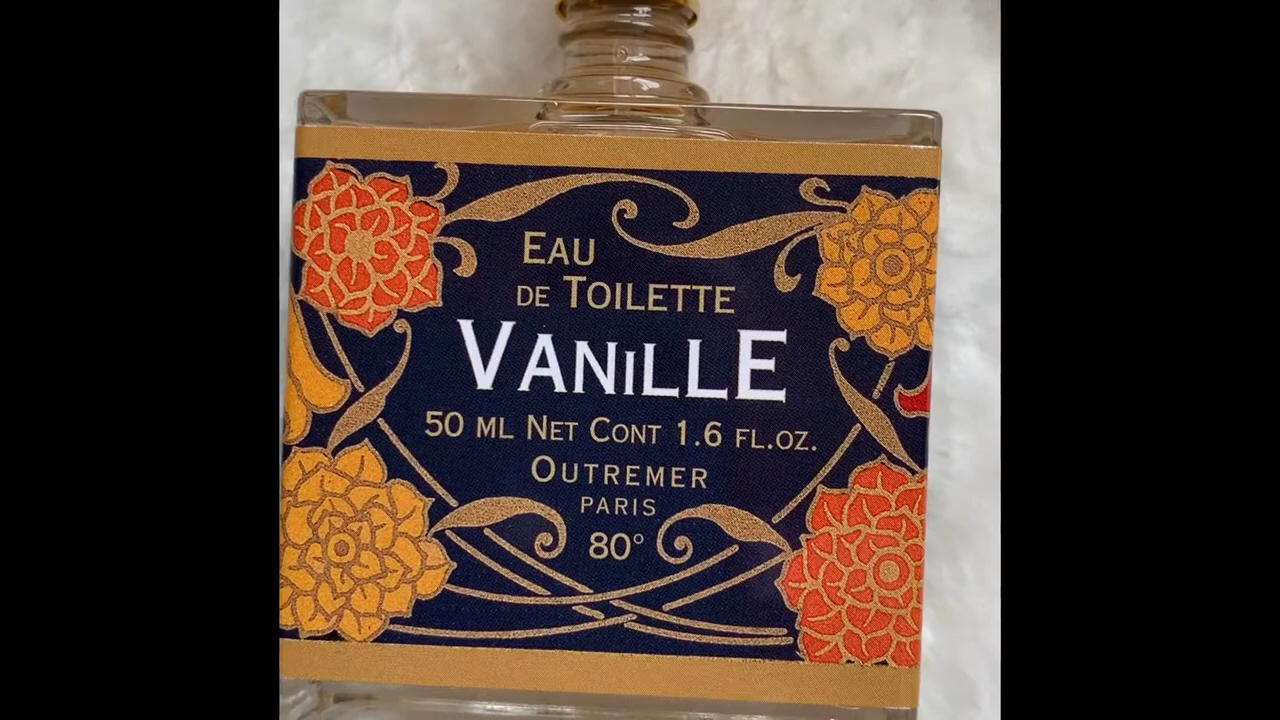 EAU
DE TOILETTE
VANiLLE
50 ML NET CONT 1.6 FL.OZ.
OUTREMER
PARIS
80°